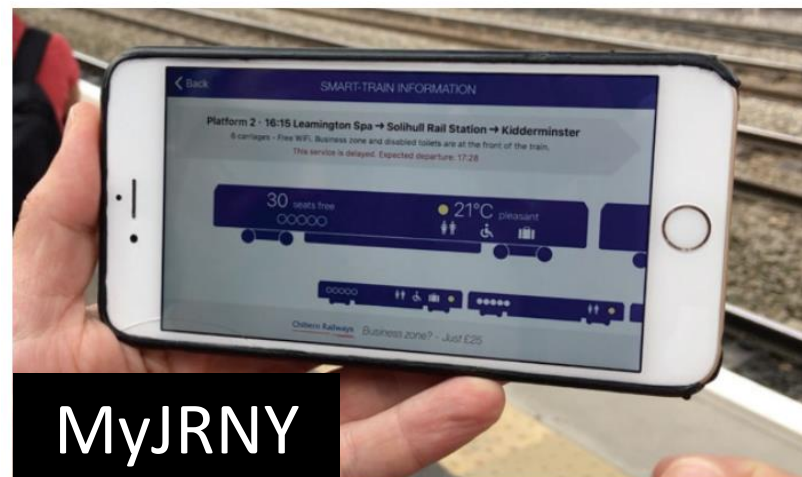 Back
SMART-TRAIN INFORMATION
Platform 2 · 16:15 Leamington Spa → Solihull Rail Station → Kidderminster
6 carriages - Free WiFi. Business zone and disabled toilets are at the front of the train.
This service is delayed. Expected departure: 17:28
30 seats free
21°C pleasant
Chiltern Railways Business zone? - Just £25
MyJRNY